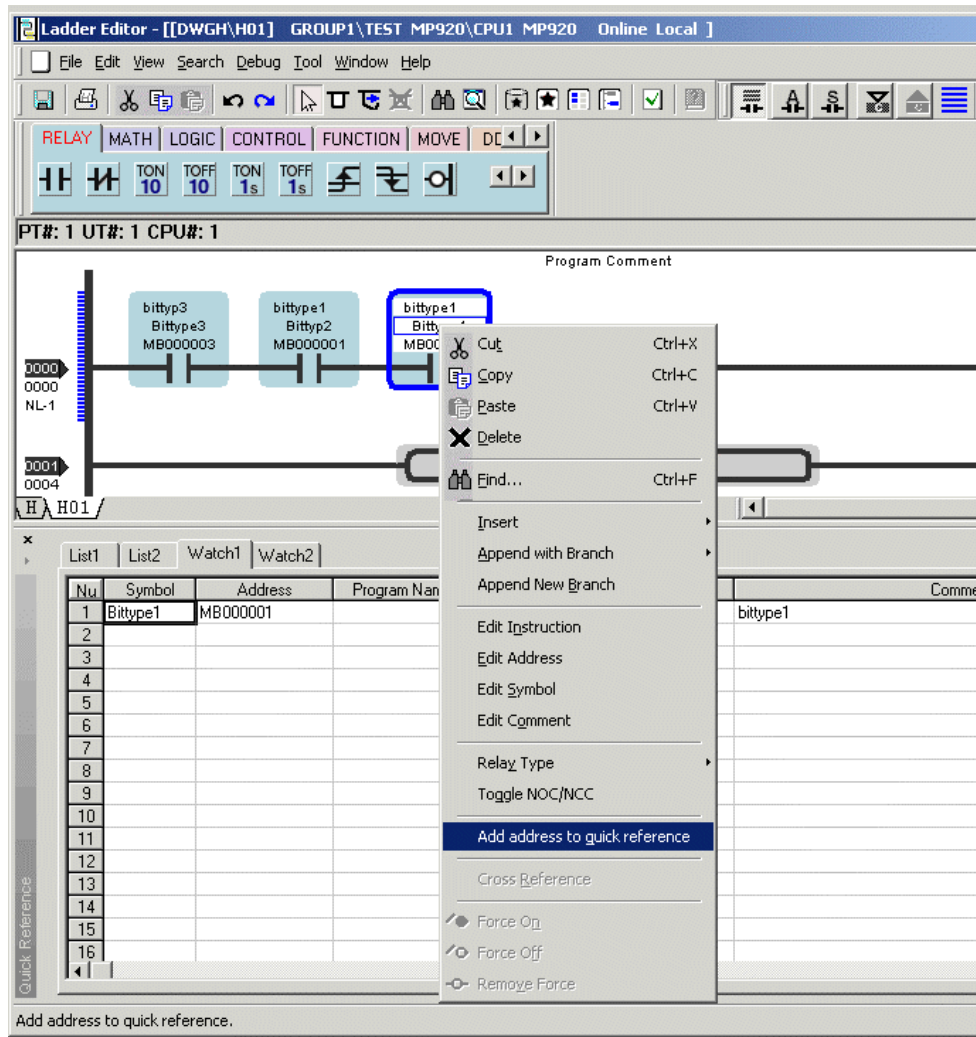 Ladder Editor - [[DWGH\H01] GROUP1\TEST MP920\CPU1 MP920 Online Local ]
File Edit View Search Debug Tool Window Help
A S
RELAY MATH LOGIC CONTROL FUNCTION MOVE
TON 10 TOFF 10 TON 1s TOFF 1s
PT#: 1 UT#: 1 CPU#: 1
Program Comment
bittyp3 bittype1 bittype1
Bittype3 Bittyp2
MB000003 MB000001
0000
0000
NL-1
0001
0004
H H01
Cut Ctrl+X
Copy Ctrl+C
Paste Ctrl+V
Delete
Find... Ctrl+F
Insert
Append with Branch
Append New Branch
Edit Instruction
Edit Address
Edit Symbol
Edit Comment
Relay Type
Toggle NOC/NCC
Add address to quick reference
Cross Reference
Force On
Force Off
Remove Force
List1 List2 Watch1 Watch2
Nu Symbol Address Program Nam Comme
1 Bittype1 MB000001 bittype1
2
3
4
5
6
7
8
9
10
11
12
13
14
15
16
Quick Reference
Add address to quick reference.